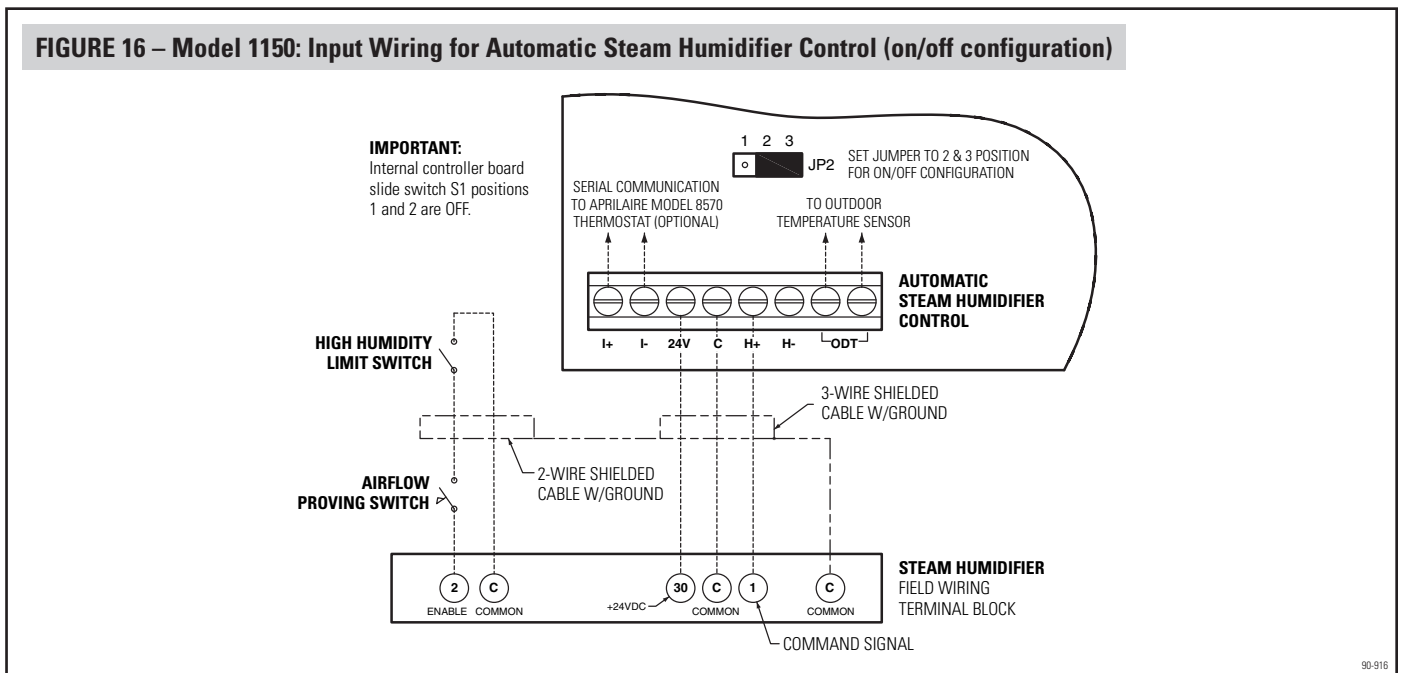 FIGURE 16 – Model 1150: Input Wiring for Automatic Steam Humidifier Control (on/off configuration)
IMPORTANT:
Internal controller board
slide switch S1 positions
1 and 2 are OFF.
1 2 3
JP2
SET JUMPER TO 2 & 3 POSITION
FOR ON/OFF CONFIGURATION
SERIAL COMMUNICATION
TO APRILAIRE MODEL 8570
THERMOSTAT (OPTIONAL)
TO OUTDOOR
TEMPERATURE SENSOR
AUTOMATIC
STEAM HUMIDIFIER
CONTROL
I+ I- 24V C H+ H- ODT
HIGH HUMIDITY
LIMIT SWITCH
3-WIRE SHIELDED
CABLE W/GROUND
2-WIRE SHIELDED
CABLE W/GROUND
AIRFLOW
PROVING SWITCH
STEAM HUMIDIFIER
FIELD WIRING
TERMINAL BLOCK
2 C 30 C 1 C
ENABLE COMMON +24VDC COMMON COMMON
COMMAND SIGNAL
90-916